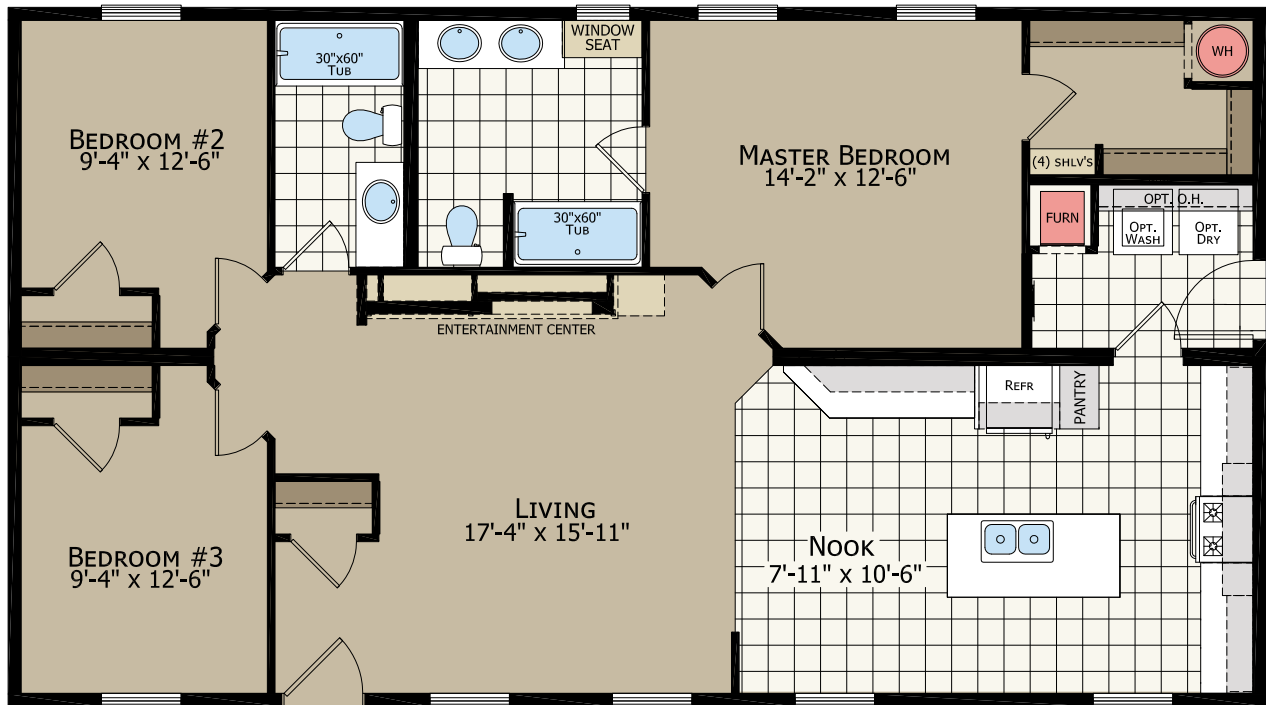 WINDOW
SEAT
30"x60"
TUB
WH
BEDROOM #2
9'-4" X 12'-6"
MASTER BEDROOM
14'-2" X 12'-6"
(4) SHLV'S
OPT. O.H.
FURN
OPT.
WASH
OPT.
DRY
30"x60"
TUB
ENTERTAINMENT CENTER
REFR
PANTRY
LIVING
17'-4" X 15'-11"
NOOK
7'-11" X 10'-6"
BEDROOM #3
9'-4" X 12'-6"